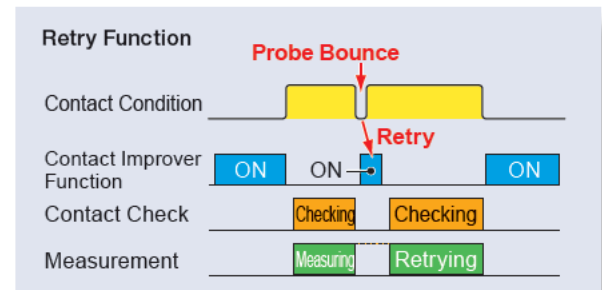 Retry Function
Probe Bounce
Contact Condition
Retry
Contact Improver
Function
ON
ON
ON
Contact Check
Checking
Checking
Measurement
Measuring
Retrying